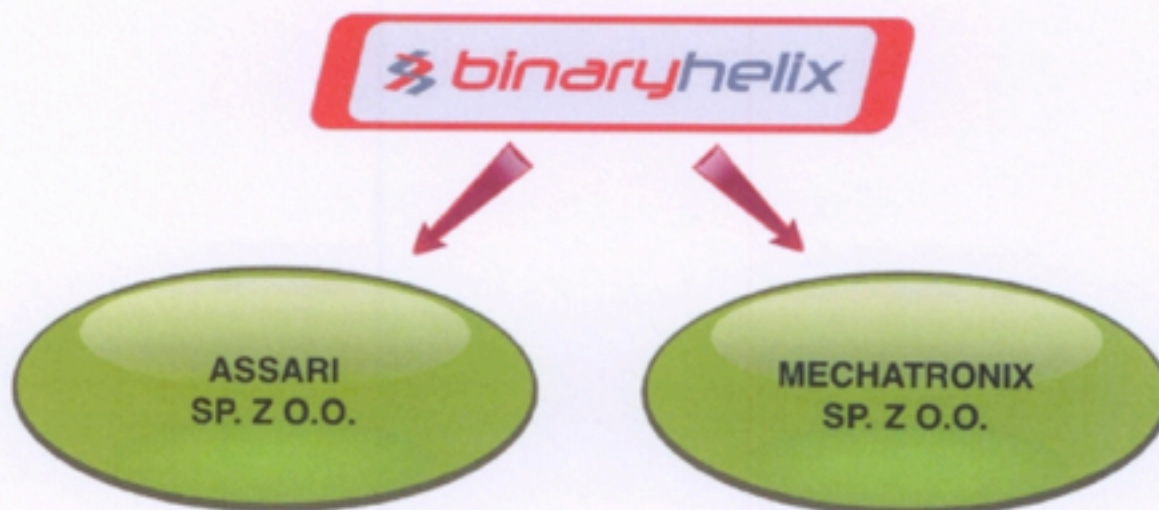 binaryhelix
ASSARI
SP. Z O.O.
MECHATRONIX
SP. Z O.O.